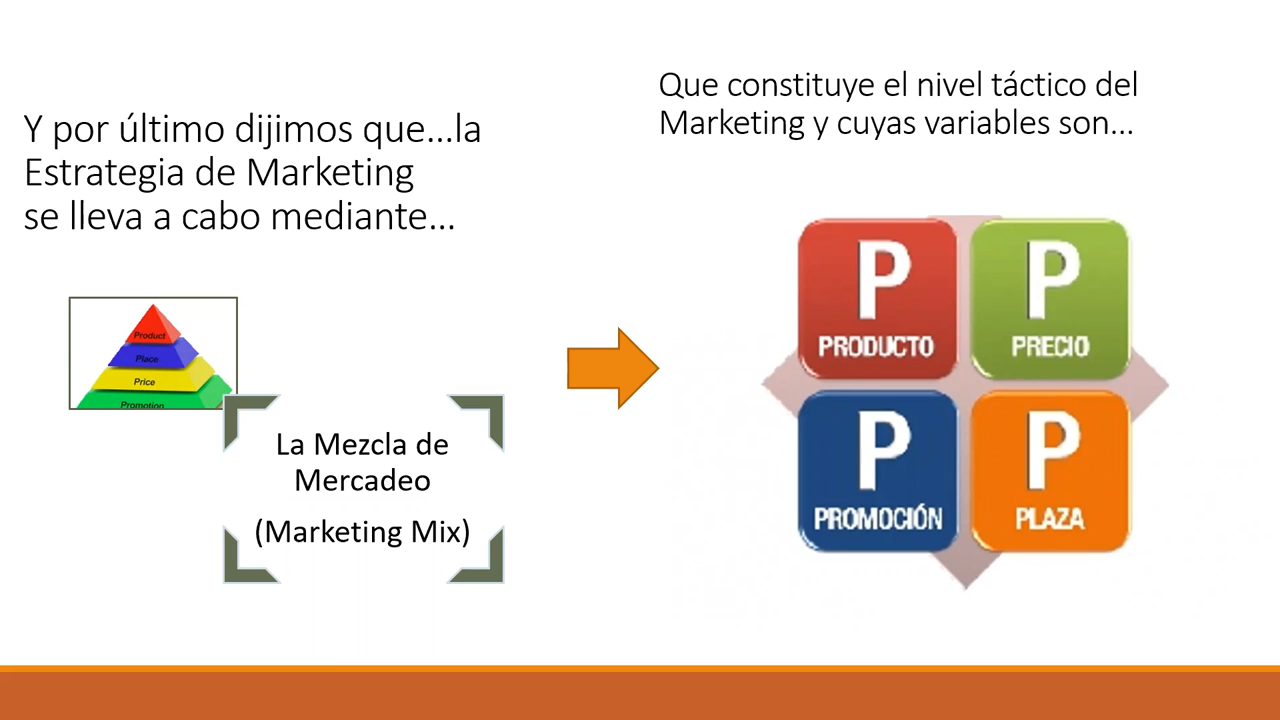 Y por último dijimos que...la
Estrategia de Marketing
se lleva a cabo mediante...
Product
Place
Price
Promotion
La Mezcla de
Mercadeo
(Marketing Mix)
Que constituye el nivel táctico del
Marketing y cuyas variables son...
P
PRODUCTO
P
PRECIO
P
PROMOCIÓN
P
PLAZA